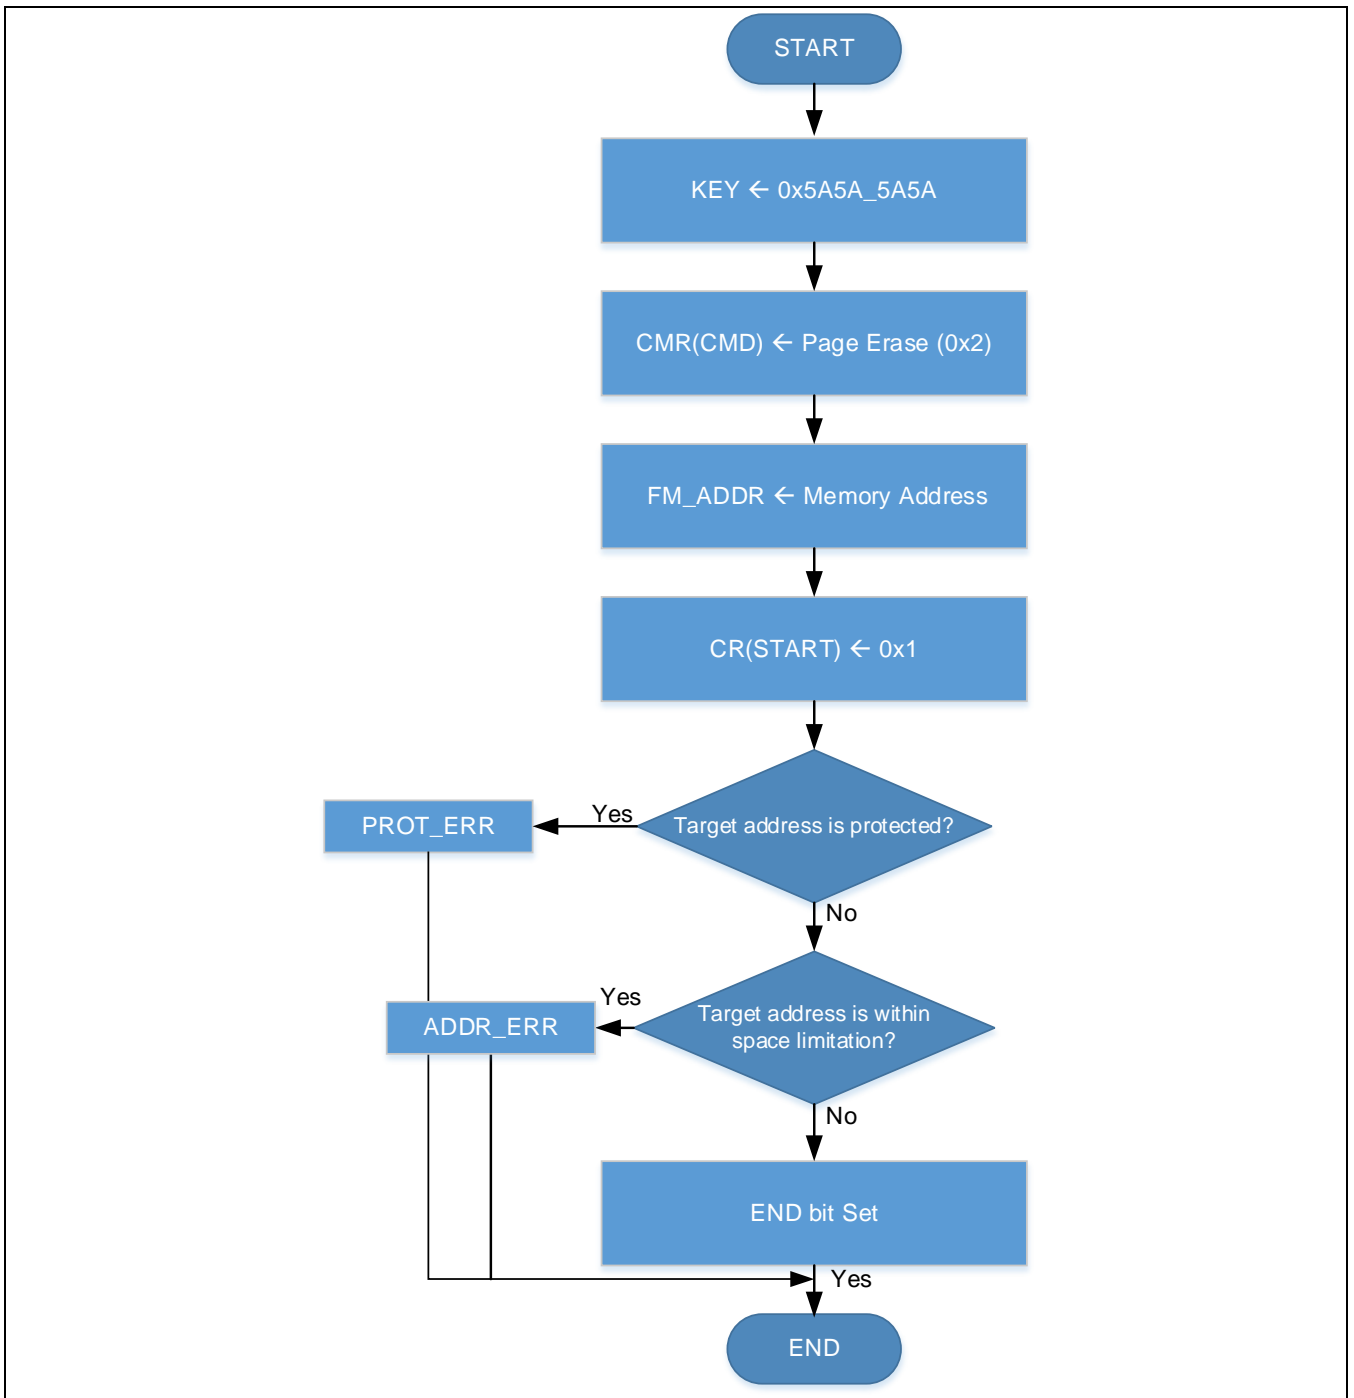 START
KEY ← 0x5A5A_5A5A
CMR(CMD) ← Page Erase (0x2)
FM_ADDR ← Memory Address
CR(START) ← 0x1
Target address is protected?
Yes
PROT_ERR
No
Target address is within
space limitation?
Yes
ADDR_ERR
No
END bit Set
Yes
END